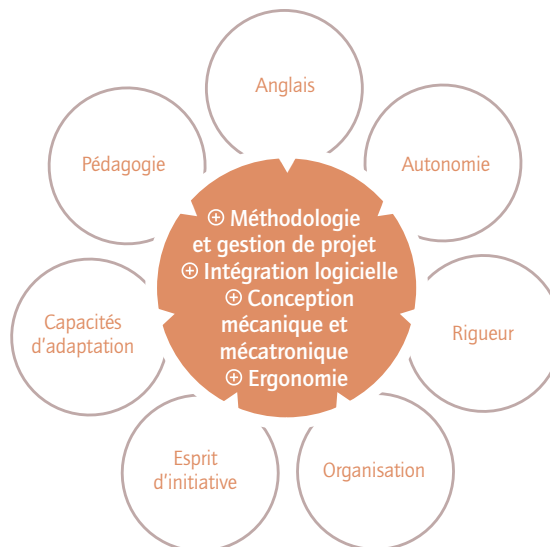 Anglais
Pédagogie
Autonomie
⊕ Méthodologie
et gestion de projet
⊕ Intégration logicielle
⊕ Conception
mécanique et
mécatronique
⊕ Ergonomie
Capacités
d'adaptation
Rigueur
Esprit
d'initiative
Organisation